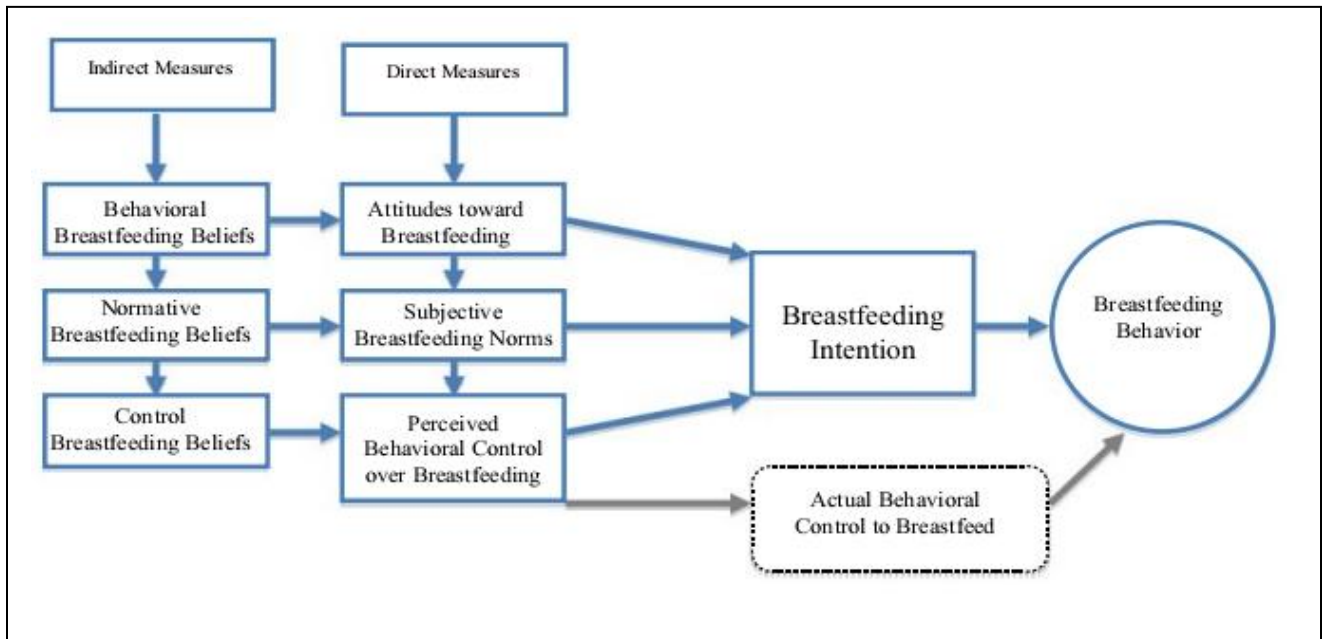 Indirect Measures
Direct Measures
Behavioral
Breastfeeding Beliefs
Attitudes toward
Breastfeeding
Normative
Breastfeeding Beliefs
Subjective
Breastfeeding Norms
Control
Breastfeeding Beliefs
Perceived
Behavioral Control
over Breastfeeding
Breastfeeding
Intention
Breastfeeding
Behavior
Actual Behavioral
Control to Breastfeed